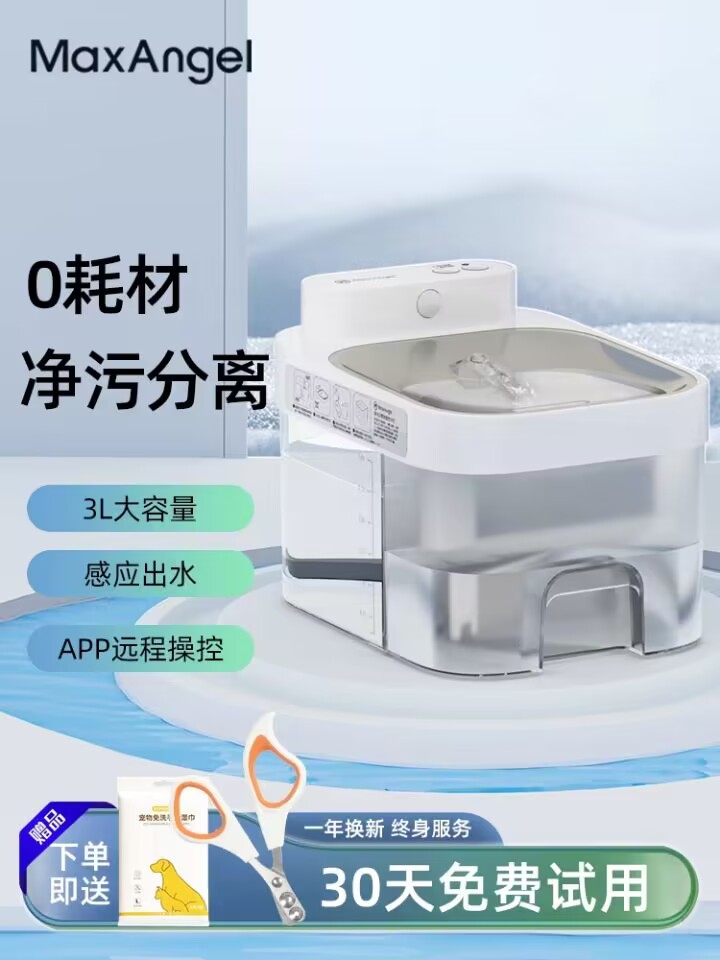 MaxAngel
0耗材
净污分离
3L大容量
感应出水
APP远程操控
MaxAngel
赠品
下单
即送
一年换新 终身服务
30天免费试用